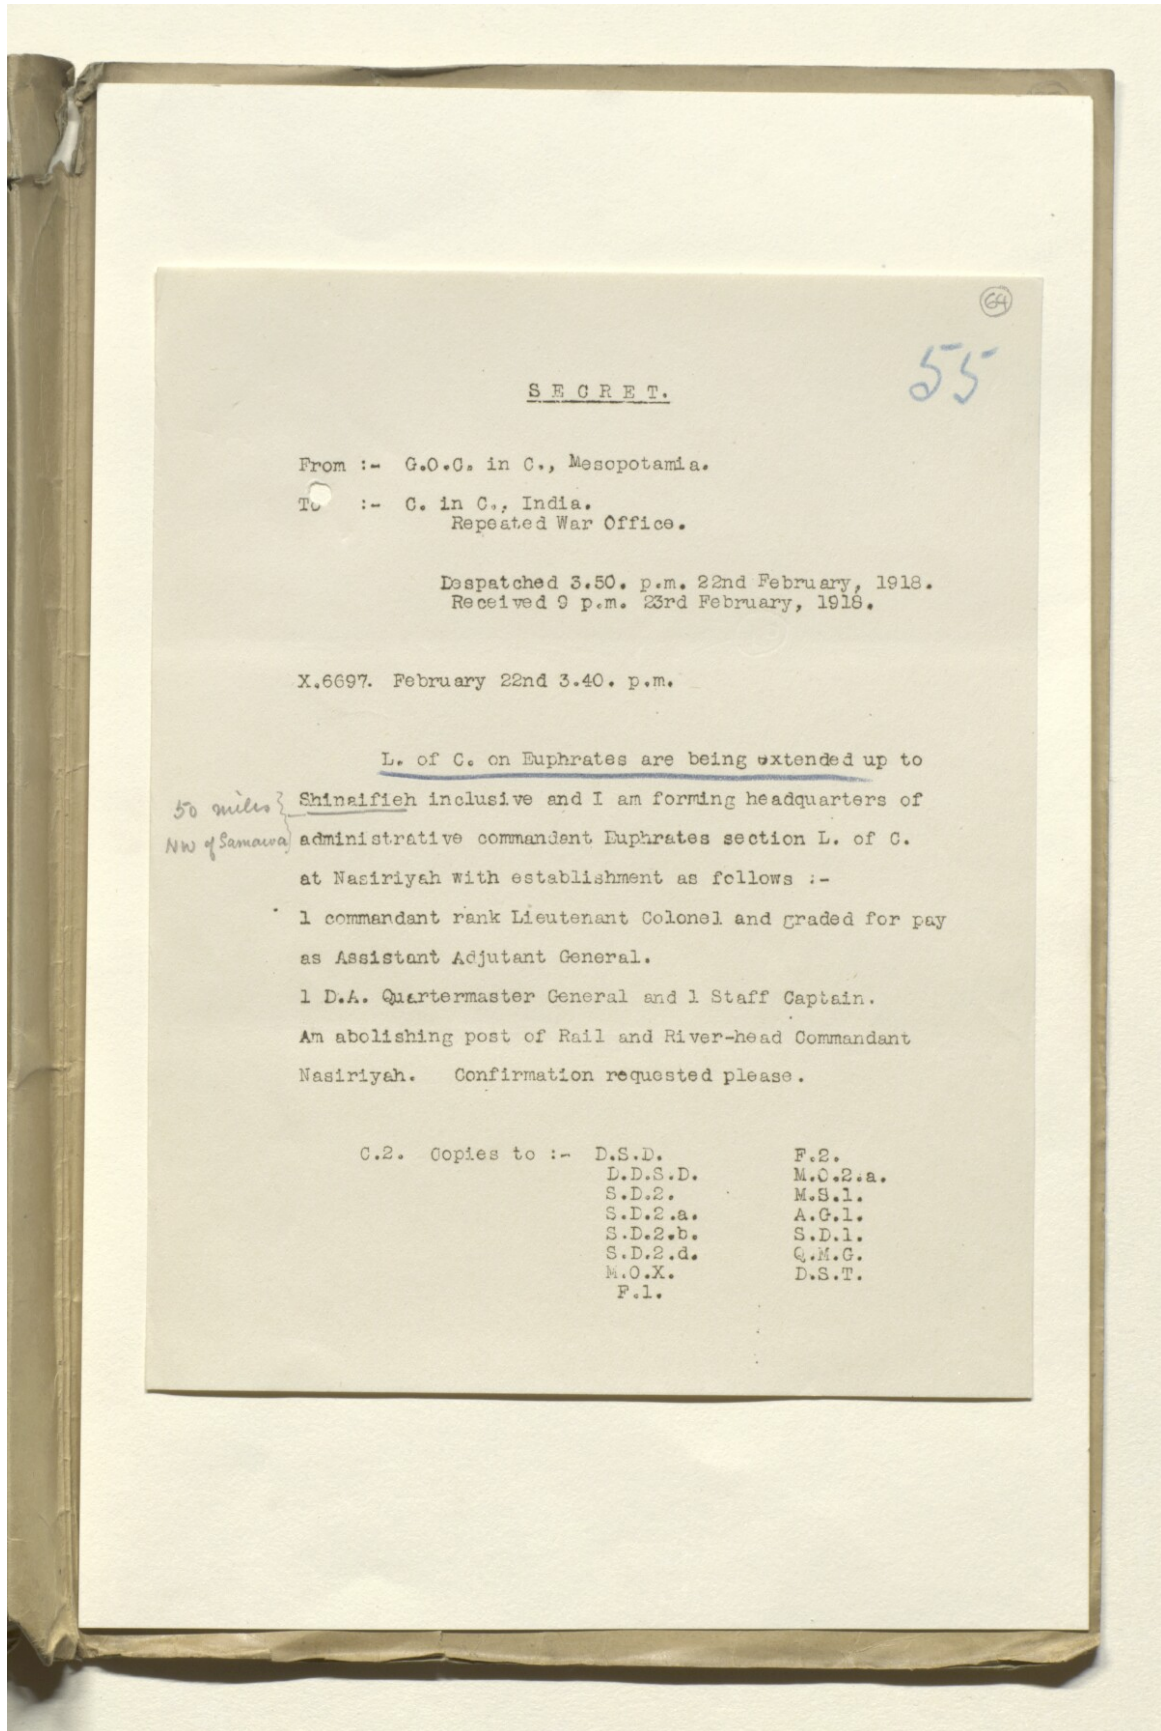 64
55
SECRET.
From :- G.O.C. in C., Mesopotamia.
To :- C. in C., India.
Repeated War Office.
Despatched 3.50. p.m. 22nd February, 1918.
Received 9 p.m. 23rd February, 1918.
X.6697. February 22nd 3.40. p.m.
L. of C. on Euphrates are being extended up to
50 miles
Shinaifieh inclusive and I am forming headquarters of
NW of Samawa
administrative commandant Euphrates section L. of C.
at Nasiriyah with establishment as follows :-
1 commandant rank Lieutenant Colonel and graded for pay
as Assistant Adjutant General.
1 D.A. Quartermaster General and 1 Staff Captain.
Am abolishing post of Rail and River-head Commandant
Nasiriyah. Confirmation requested please.
C.2. Copies to :- D.S.D. F.2.
D.D.S.D. M.O.2.a.
S.D.2. M.S.1.
S.D.2.a. A.G.1.
S.D.2.b. S.D.1.
S.D.2.d. Q.M.G.
M.O.X. D.S.T.
F.1.